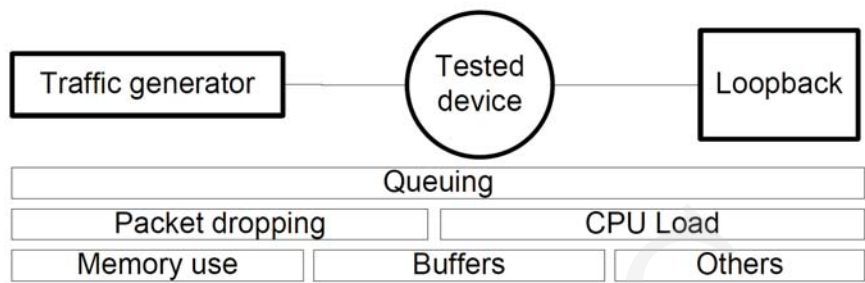 Traffic generator
Tested
device
Loopback
Queuing
Packet dropping
CPU Load
Memory use
Buffers
Others